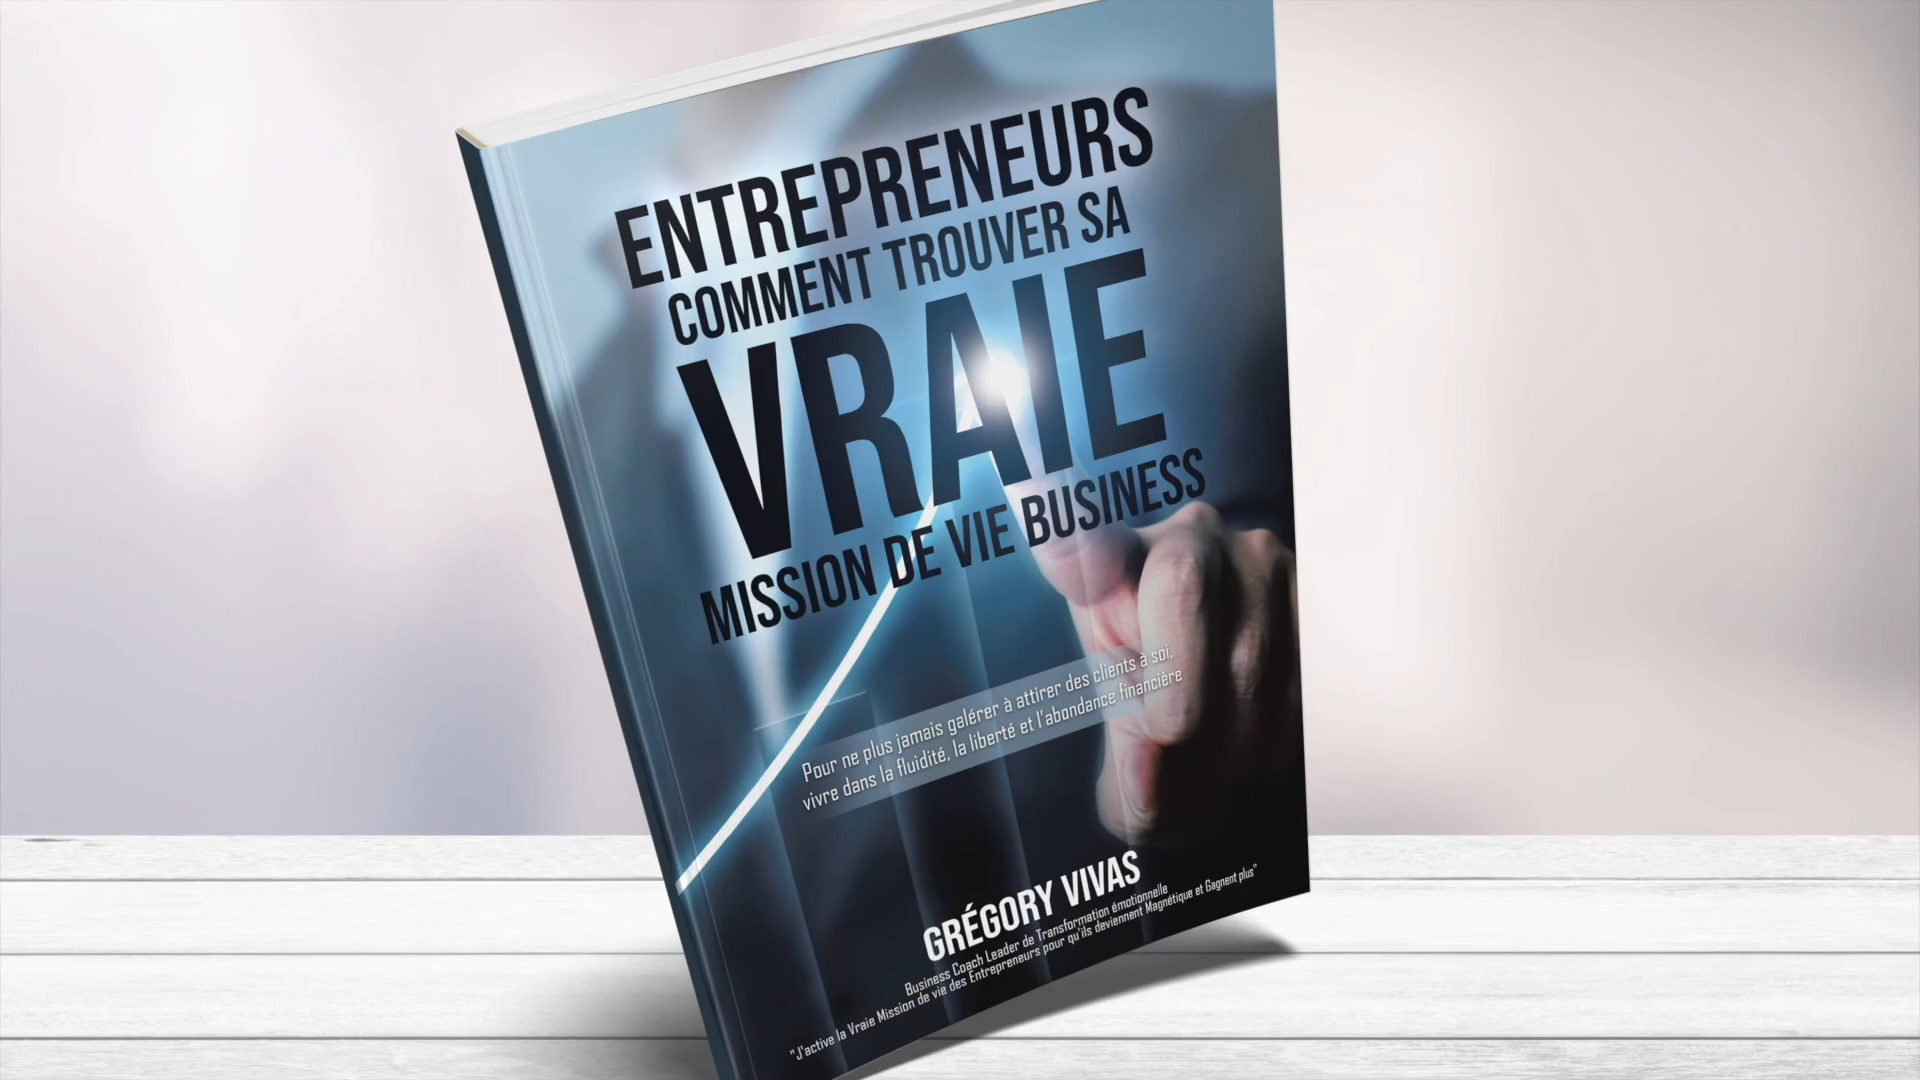 ENTREPRENEURS
COMMENT TROUVER SA
VRAIE
MISSION DE VIE BUSINESS
Pour ne plus jamais galérer à attirer des clients à soi,
vivre dans la fluidité, la liberté et l'abondance financière
GRÉGORY VIVAS
Business Coach Leader de Transformation émotionnelle
"J'active la Vraie Mission de vie des Entrepreneurs pour qu'ils deviennent Magnétique et Gagnent plus"